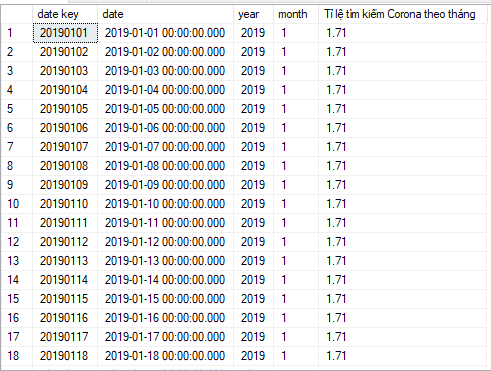 date key date year month Tỉ lệ tìm kiếm Corona theo tháng
1 20190101 2019-01-01 00:00:00.000 2019 1 1.71
2 20190102 2019-01-02 00:00:00.000 2019 1 1.71
3 20190103 2019-01-03 00:00:00.000 2019 1 1.71
4 20190104 2019-01-04 00:00:00.000 2019 1 1.71
5 20190105 2019-01-05 00:00:00.000 2019 1 1.71
6 20190106 2019-01-06 00:00:00.000 2019 1 1.71
7 20190107 2019-01-07 00:00:00.000 2019 1 1.71
8 20190108 2019-01-08 00:00:00.000 2019 1 1.71
9 20190109 2019-01-09 00:00:00.000 2019 1 1.71
10 20190110 2019-01-10 00:00:00.000 2019 1 1.71
11 20190111 2019-01-11 00:00:00.000 2019 1 1.71
12 20190112 2019-01-12 00:00:00.000 2019 1 1.71
13 20190113 2019-01-13 00:00:00.000 2019 1 1.71
14 20190114 2019-01-14 00:00:00.000 2019 1 1.71
15 20190115 2019-01-15 00:00:00.000 2019 1 1.71
16 20190116 2019-01-16 00:00:00.000 2019 1 1.71
17 20190117 2019-01-17 00:00:00.000 2019 1 1.71
18 20190118 2019-01-18 00:00:00.000 2019 1 1.71